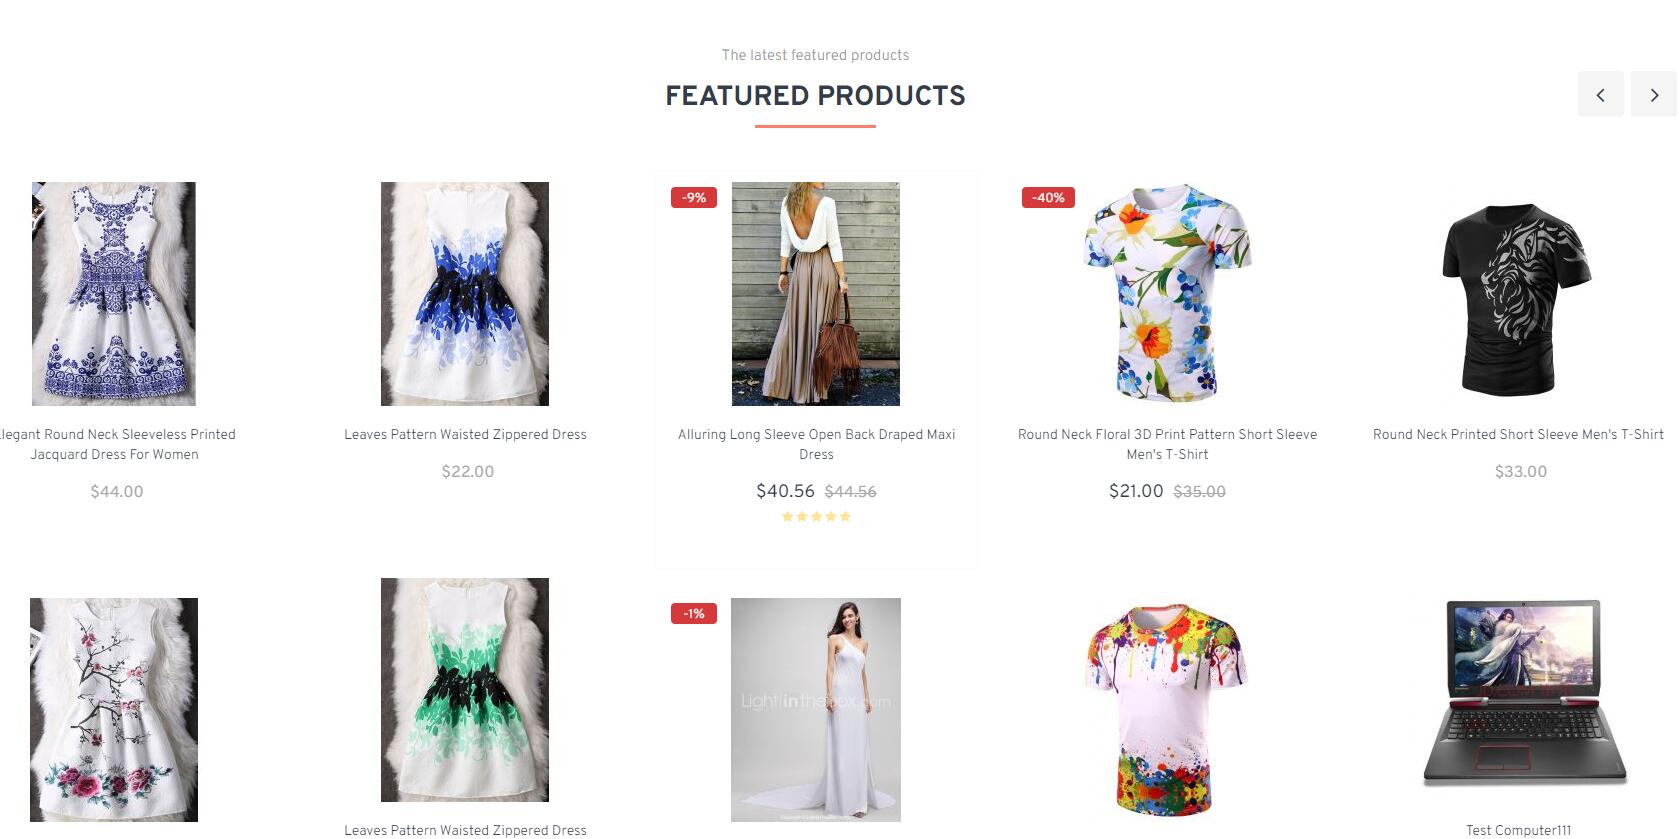 The latest featured products
FEATURED PRODUCTS
-9%
-40%
Elegant Round Neck Sleeveless Printed
Jacquard Dress For Women
$44.00
Leaves Pattern Waisted Zippered Dress
$22.00
Alluring Long Sleeve Open Back Draped Maxi
Dress
$40.56 $44.56
Round Neck Floral 3D Print Pattern Short Sleeve
Men's T-Shirt
$21.00 $35.00
Round Neck Printed Short Sleeve Men's T-Shirt
$33.00
-1%
Lightinthebox.com
Leaves Pattern Waisted Zippered Dress
Test Computer111